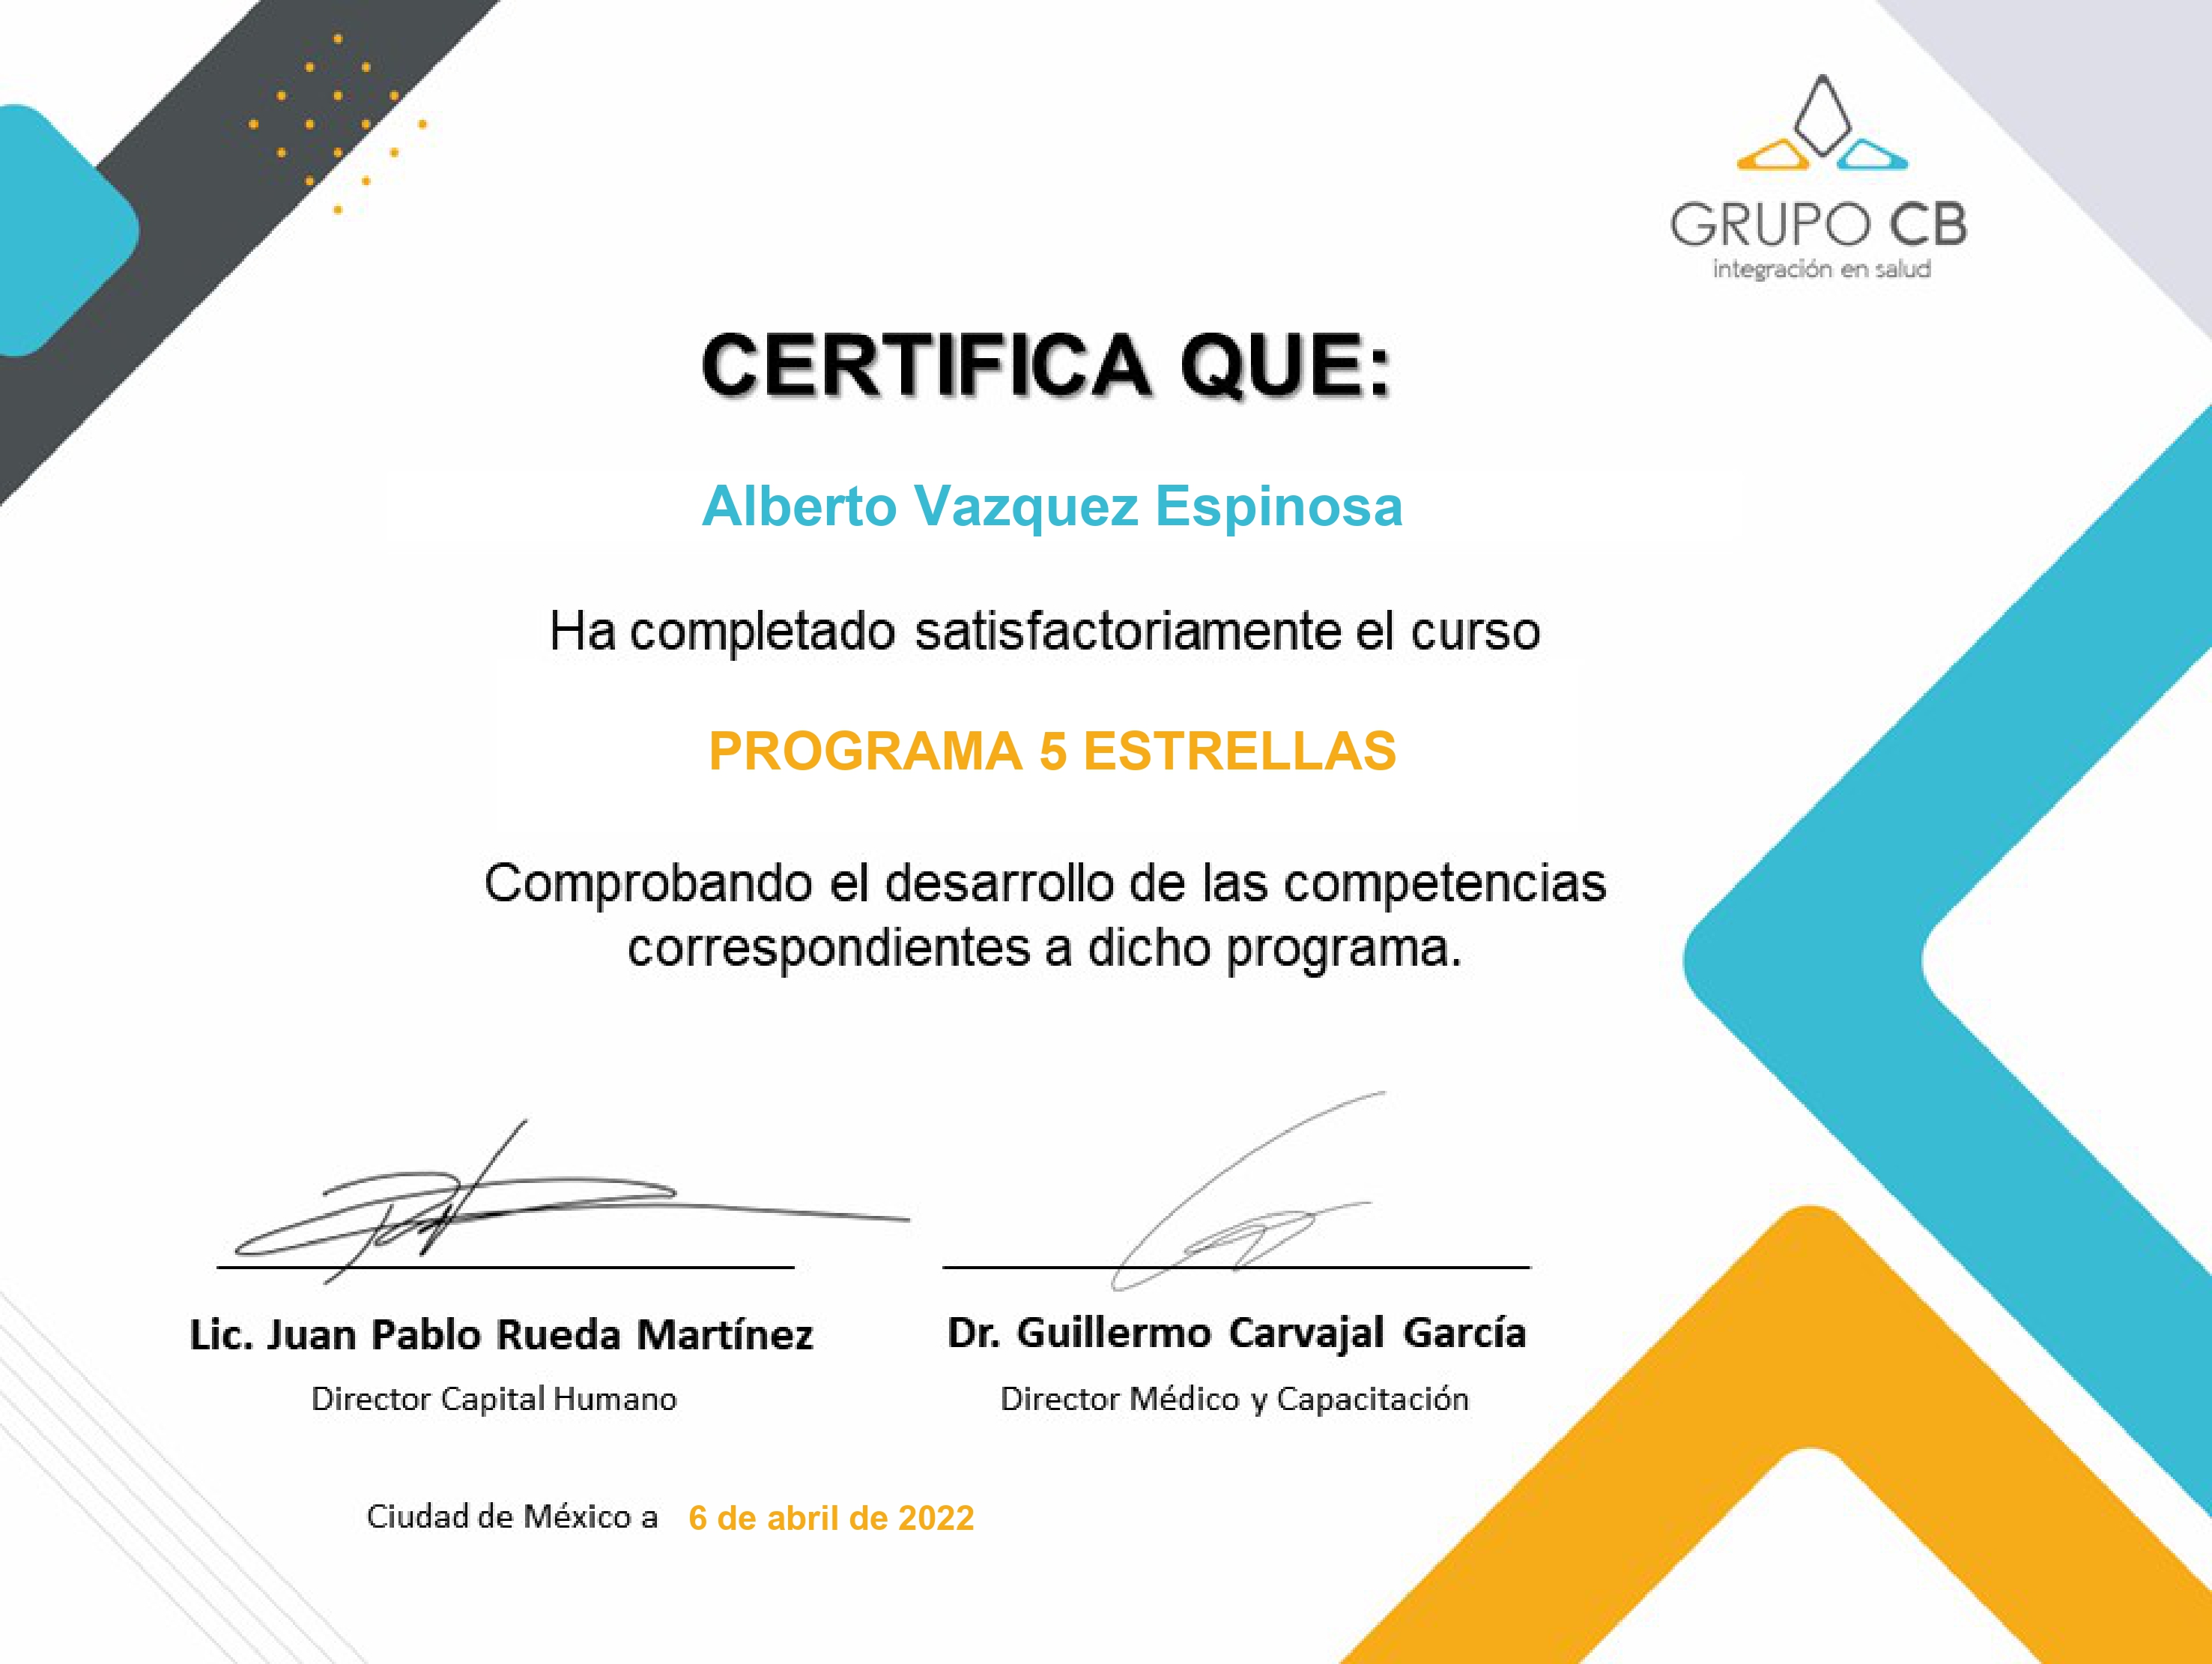 GRUPO CB
integración en salud
CERTIFICA QUE:
Alberto Vazquez Espinosa
Ha completado satisfactoriamente el curso
PROGRAMA 5 ESTRELLAS
Comprobando el desarrollo de las competencias
correspondientes a dicho programa.
Lic. Juan Pablo Rueda Martínez
Director Capital Humano
Dr. Guillermo Carvajal García
Director Médico y Capacitación
Ciudad de México a 6 de abril de 2022